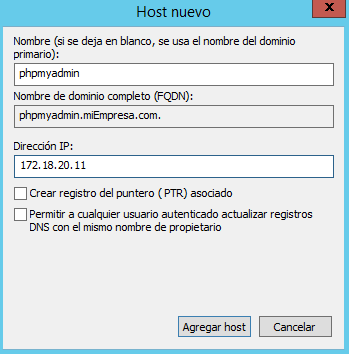 Host nuevo
x
Nombre (si se deja en blanco, se usa el nombre del dominio
primario):
phpmyadmin
Nombre de dominio completo (FQDN):
phpmyadmin.miEmpresa.com.
Dirección IP:
172.18.20.11
Crear registro del puntero (PTR) asociado
Permitir a cualquier usuario autenticado actualizar registros
DNS con el mismo nombre de propietario
Agregar host
Cancelar